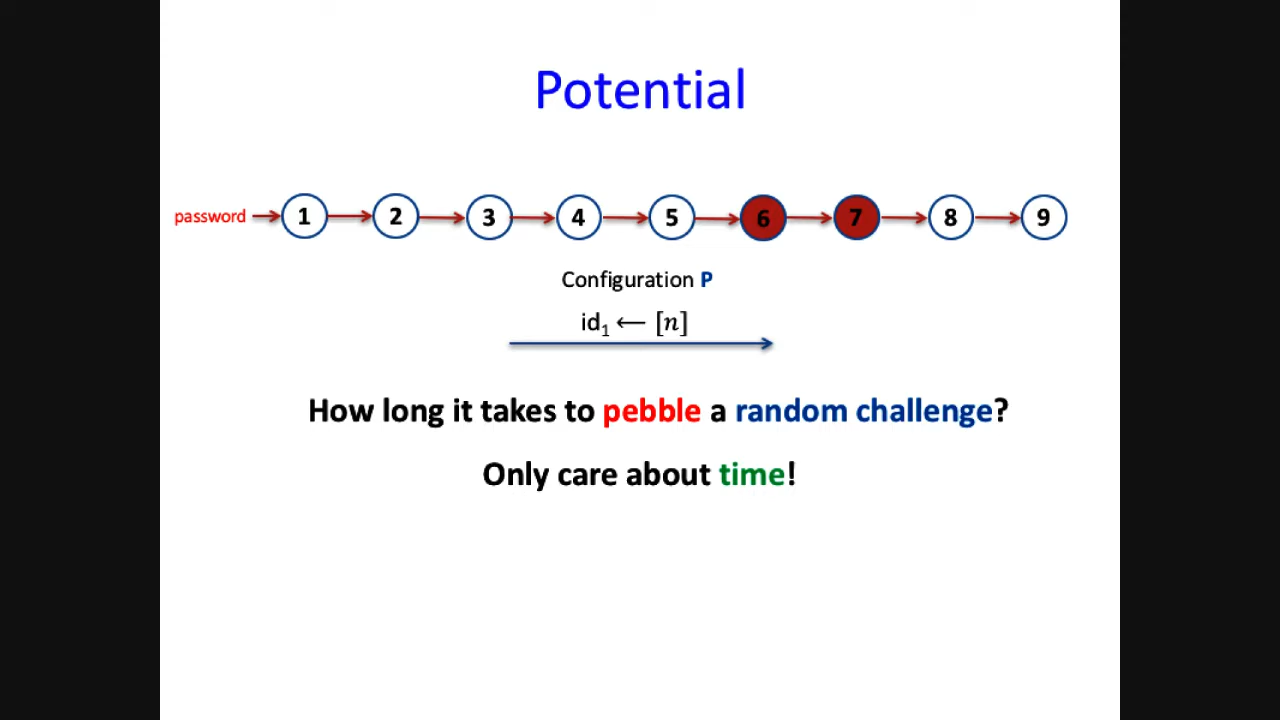 Potential
password 1 2 3 4 5 6 7 8 9
Configuration P
id₁ ⟵ [n]
How long it takes to pebble a random challenge?
Only care about time!